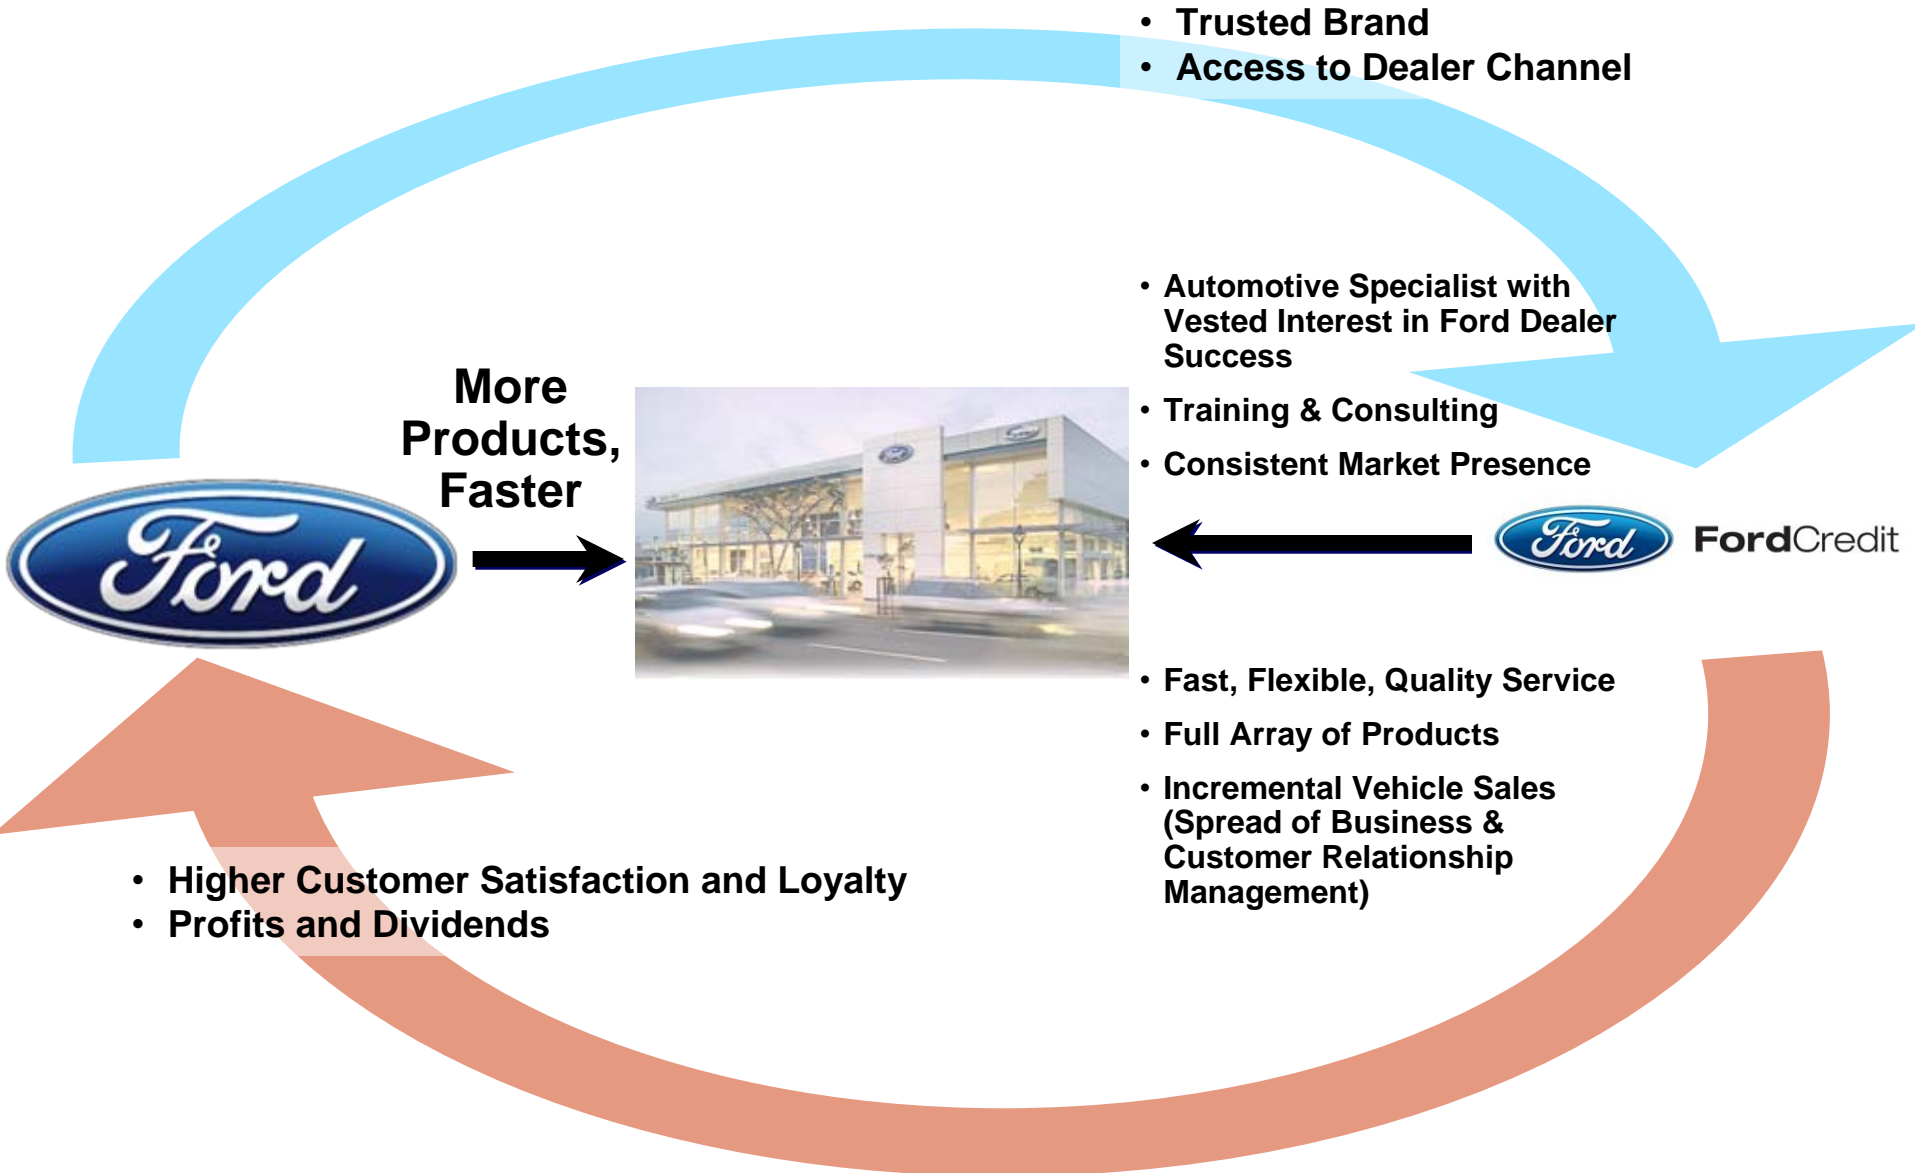 • Trusted Brand
• Access to Dealer Channel
• Automotive Specialist with
Vested Interest in Ford Dealer
Success
• Training & Consulting
• Consistent Market Presence
More
Products,
Faster
Ford
Ford
Ford
FordCredit
• Fast, Flexible, Quality Service
• Full Array of Products
• Incremental Vehicle Sales
(Spread of Business &
Customer Relationship
Management)
• Higher Customer Satisfaction and Loyalty
• Profits and Dividends